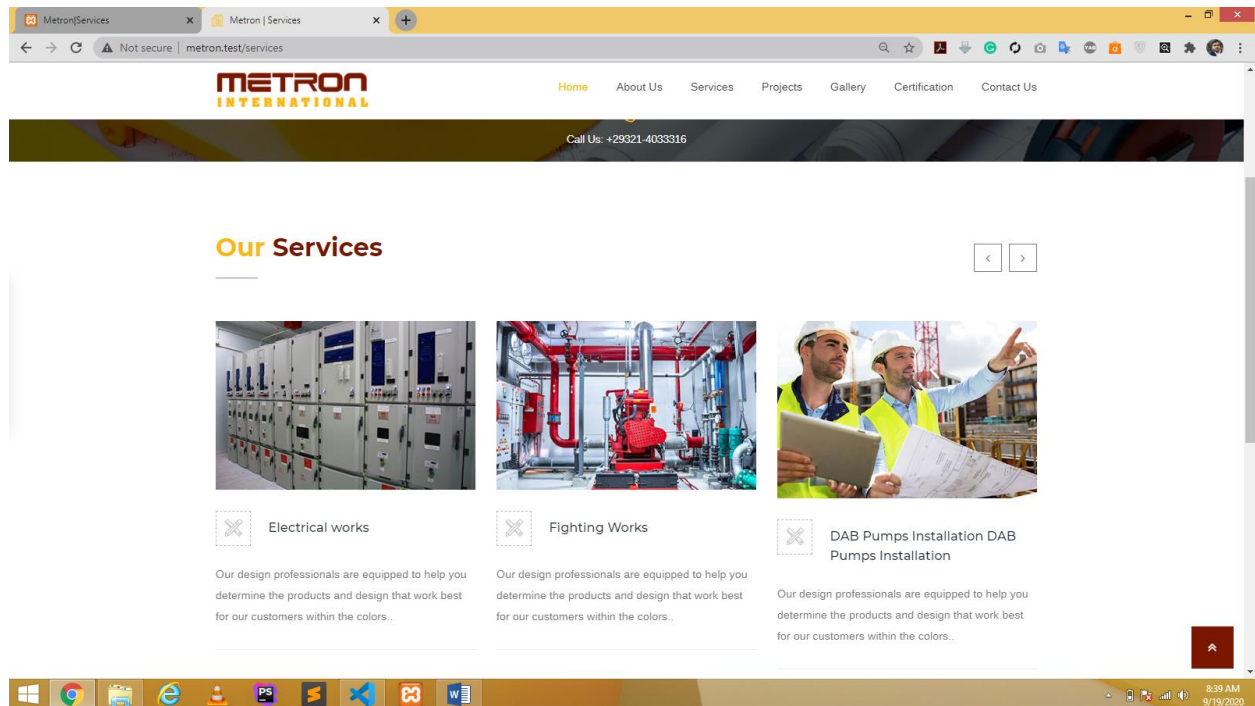 Metron|Services
Metron | Services
Not secure | metron.test/services
METRON
INTERNATIONAL
Home About Us Services Projects Gallery Certification Contact Us
Call Us: +29321-4033316
Our Services
Electrical works
Our design professionals are equipped to help you
determine the products and design that work best
for our customers within the colors..
Fighting Works
Our design professionals are equipped to help you
determine the products and design that work best
for our customers within the colors..
DAB Pumps Installation DAB
Pumps Installation
Our design professionals are equipped to help you
determine the products and design that work best
for our customers within the colors..
PS
8:39 AM
9/19/2020